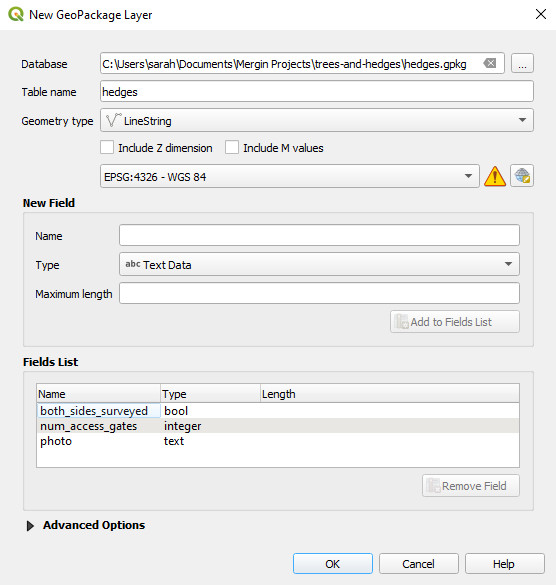 New GeoPackage Layer
Database C:\Users\sarah\Documents\Mergin Projects\trees-and-hedges\hedges.gpkg ...
Table name hedges
Geometry type LineString
Include Z dimension Include M values
EPSG:4326 - WGS 84
New Field
Name
Type abc Text Data
Maximum length
Add to Fields List
Fields List
Name Type Length
both_sides_surveyed bool
num_access_gates integer
photo text
Remove Field
Advanced Options
OK Cancel Help